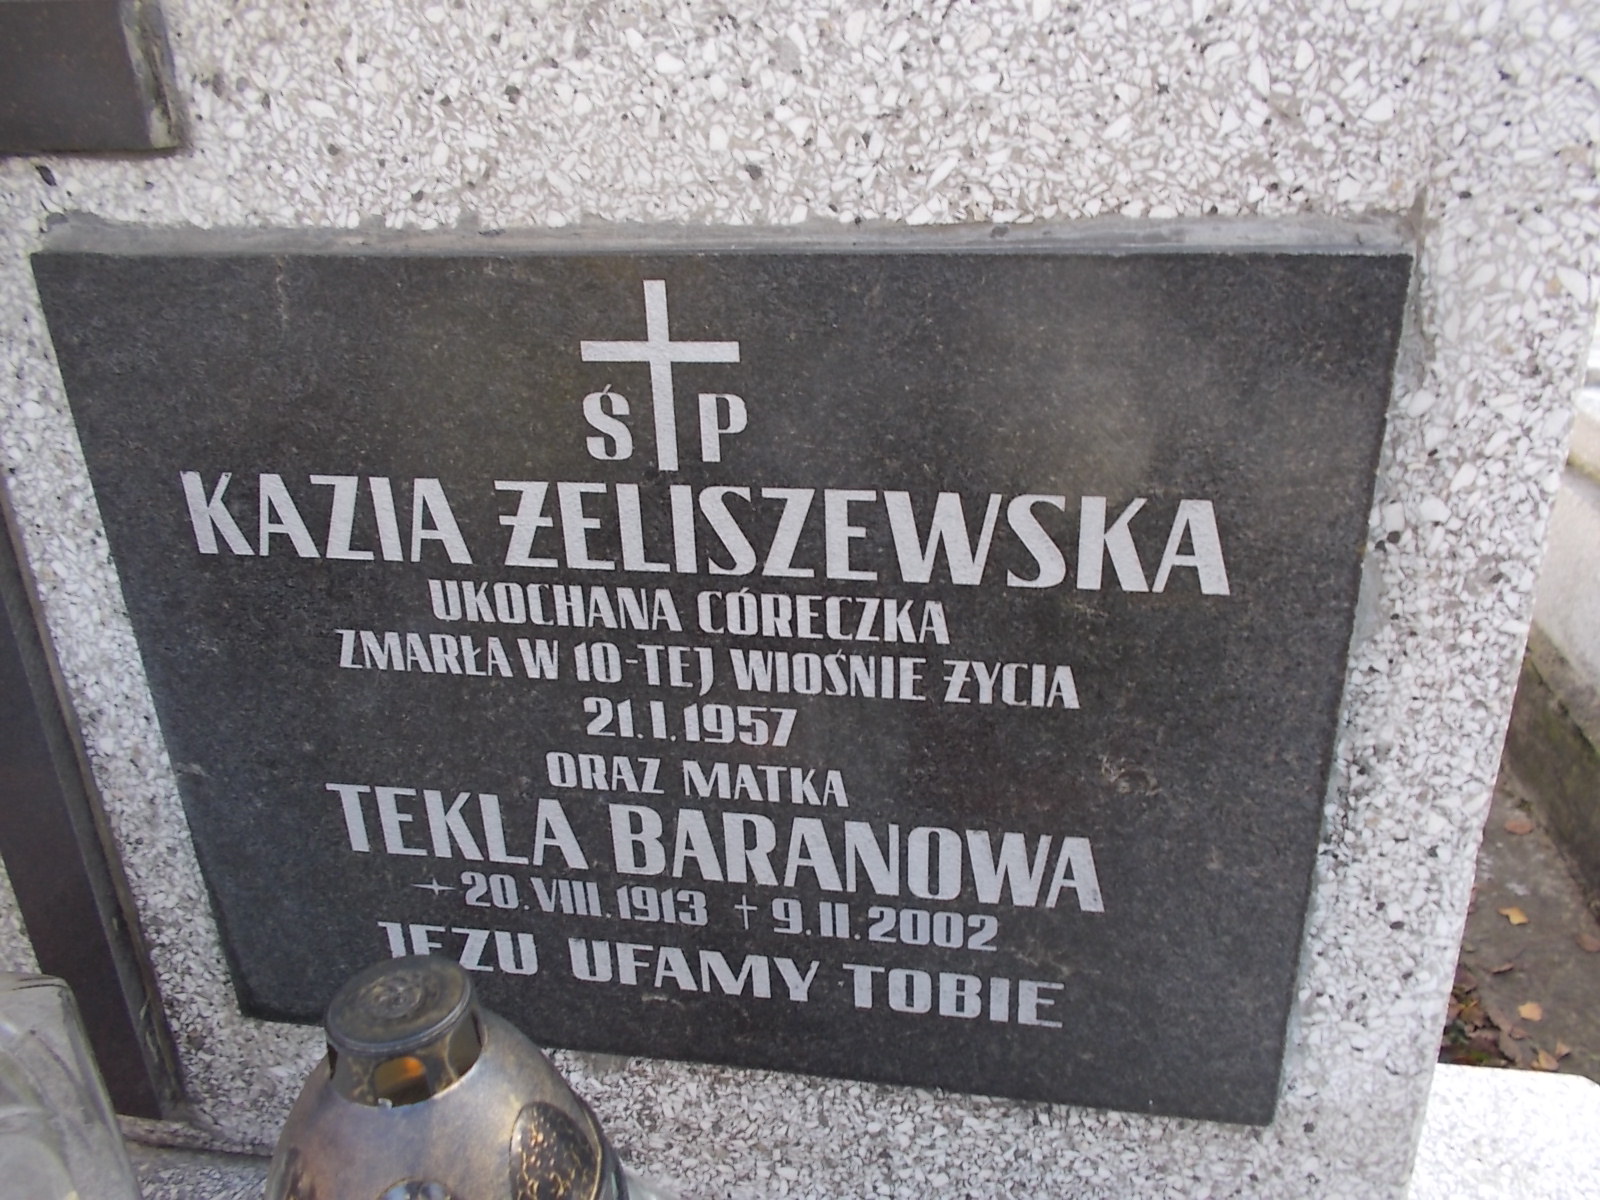 Ś P
KAZIA ŻELISZEWSKA
UKOCHANA CÓRECZKA
ZMARŁA W 10-TEJ WIOŚNIE ŻYCIA
21.I.1957
ORAZ MATKA
TEKLA BARANOWA
20.VIII.1913 † 9.II.2002
JEZU UFAMY TOBIE